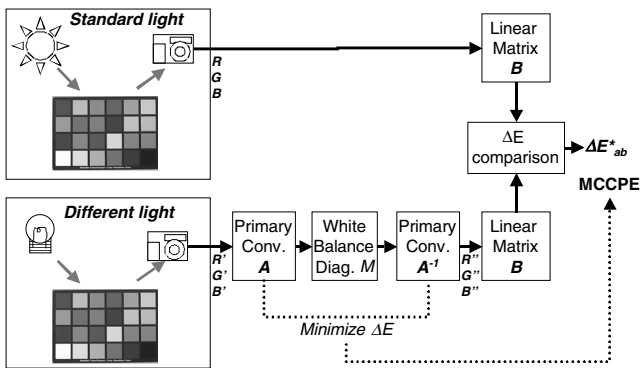 Standard light
R
G
B
Linear
Matrix
B
ΔE
comparison
ΔE*ab
MCCPE
Different light
R'
G'
B'
Primary
Conv.
A
White
Balance
Diag. M
Primary
Conv.
A-1
R"
G"
B"
Linear
Matrix
B
Minimize ΔE